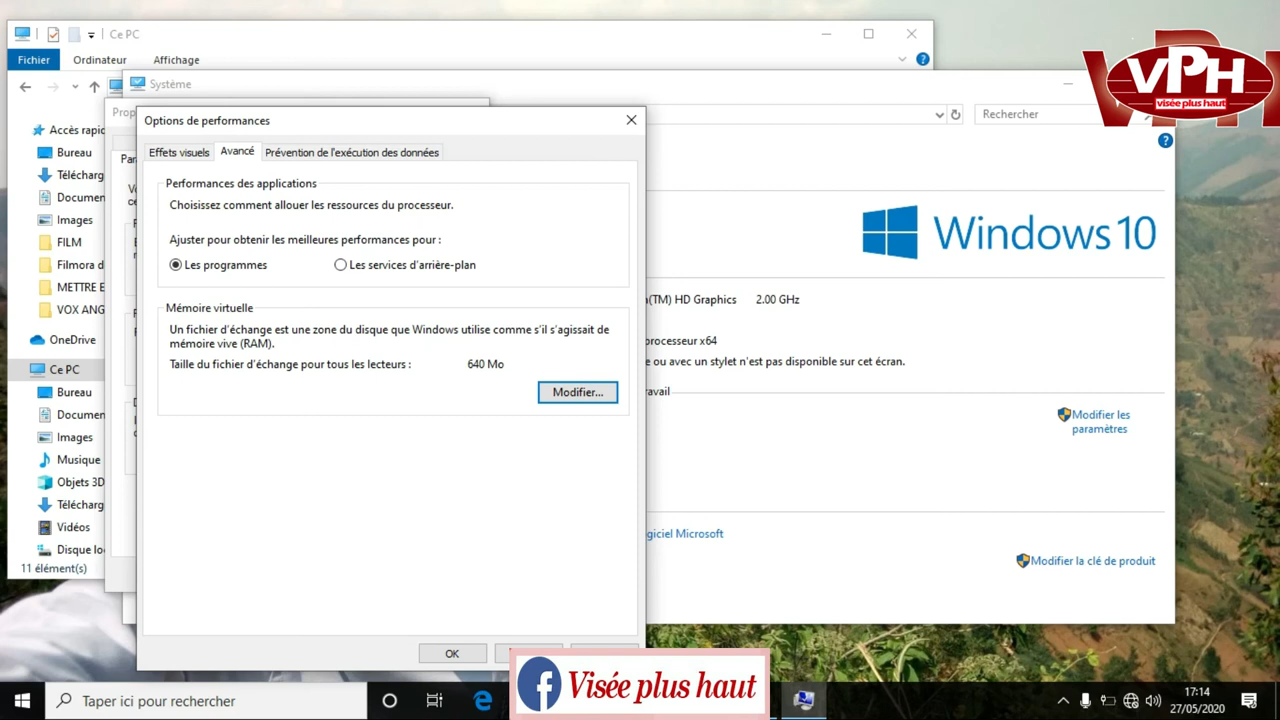 Ce PC
Fichier
Ordinateur
Affichage
Système
Rechercher
Options de performances
Effets visuels
Avancé
Prévention de l'exécution des données
Performances des applications
Choisissez comment allouer les ressources du processeur.
Ajuster pour obtenir les meilleures performances pour :
Les programmes
Les services d'arrière-plan
Mémoire virtuelle
Un fichier d'échange est une zone du disque que Windows utilise comme s'il s'agissait de
mémoire vive (RAM).
Taille du fichier d'échange pour tous les lecteurs :
640 Mo
Modifier...
OK
Accès rapi
Bureau
Télécharg
Documen
Images
FILM
Filmora d
METTRE E
VOX ANG
OneDrive
Ce PC
Bureau
Documen
Images
Musique
Objets 3D
Télécharg
Vidéos
Disque lo
11 élément(s)
Windows 10
(TM) HD Graphics 2.00 GHz
processeur x64
ou avec un stylet n'est pas disponible sur cet écran.
ravail
Modifier les
paramètres
giciel Microsoft
Modifier la clé de produit
VPH
visée plus haut
f Visée plus haut
Taper ici pour rechercher
17:14
27/05/2020